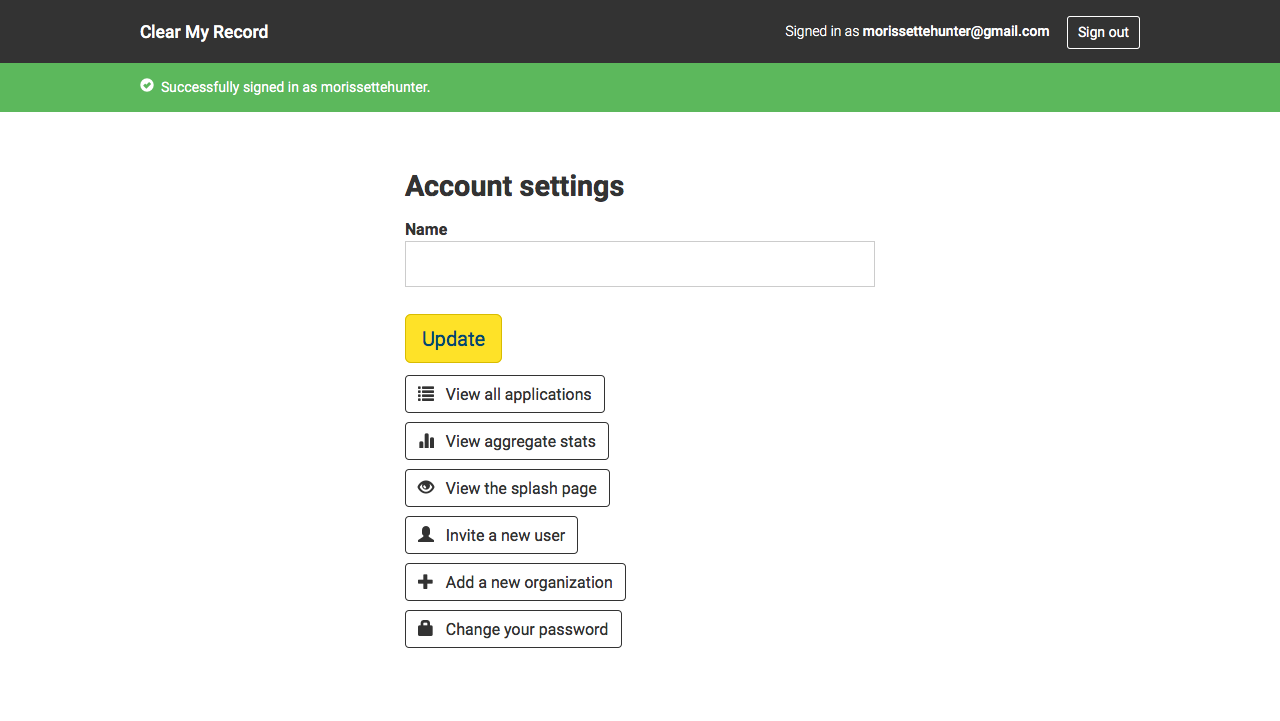 Clear My Record
Signed in as morissettehunter@gmail.com
Sign out
Successfully signed in as morissettehunter.
Account settings
Name
Update
View all applications
View aggregate stats
View the splash page
Invite a new user
Add a new organization
Change your password